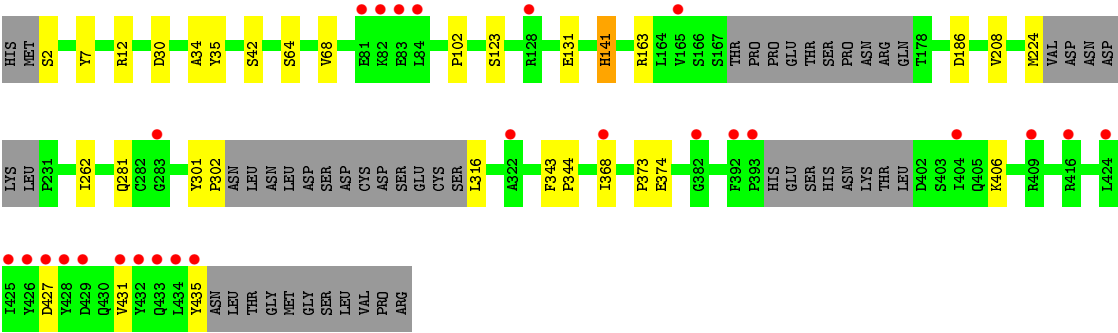 HIS MET S2 Y7 R12 D30 A34 Y35 S42 S64 V68 E81 K82 E83 L84 P102 S123 R128 E131 H141 R163 L164 V165 S166 S167 THR PRO PRO GLU THR SER PRO ASN ARG GLN T178 D186 V208 M224 VAL ASP ASN ASP
LYS LEU P231 I262 Q281 C282 G283 Y301 P302 ASN LEU ASN LEU ASP SER ASP CYS ASP SER GLU CYS SER L316 A322 F343 P344 I368 P373 E374 G382 F392 P393 HIS GLU SER HIS ASN LYS THR LEU D402 S403 I404 Q405 K406 R409 R416 L424
I425 Y426 D427 Y428 D429 Q430 V431 Y432 Q433 L434 Y435 ASN LEU THR GLY MET GLY SER LEU VAL PRO ARG